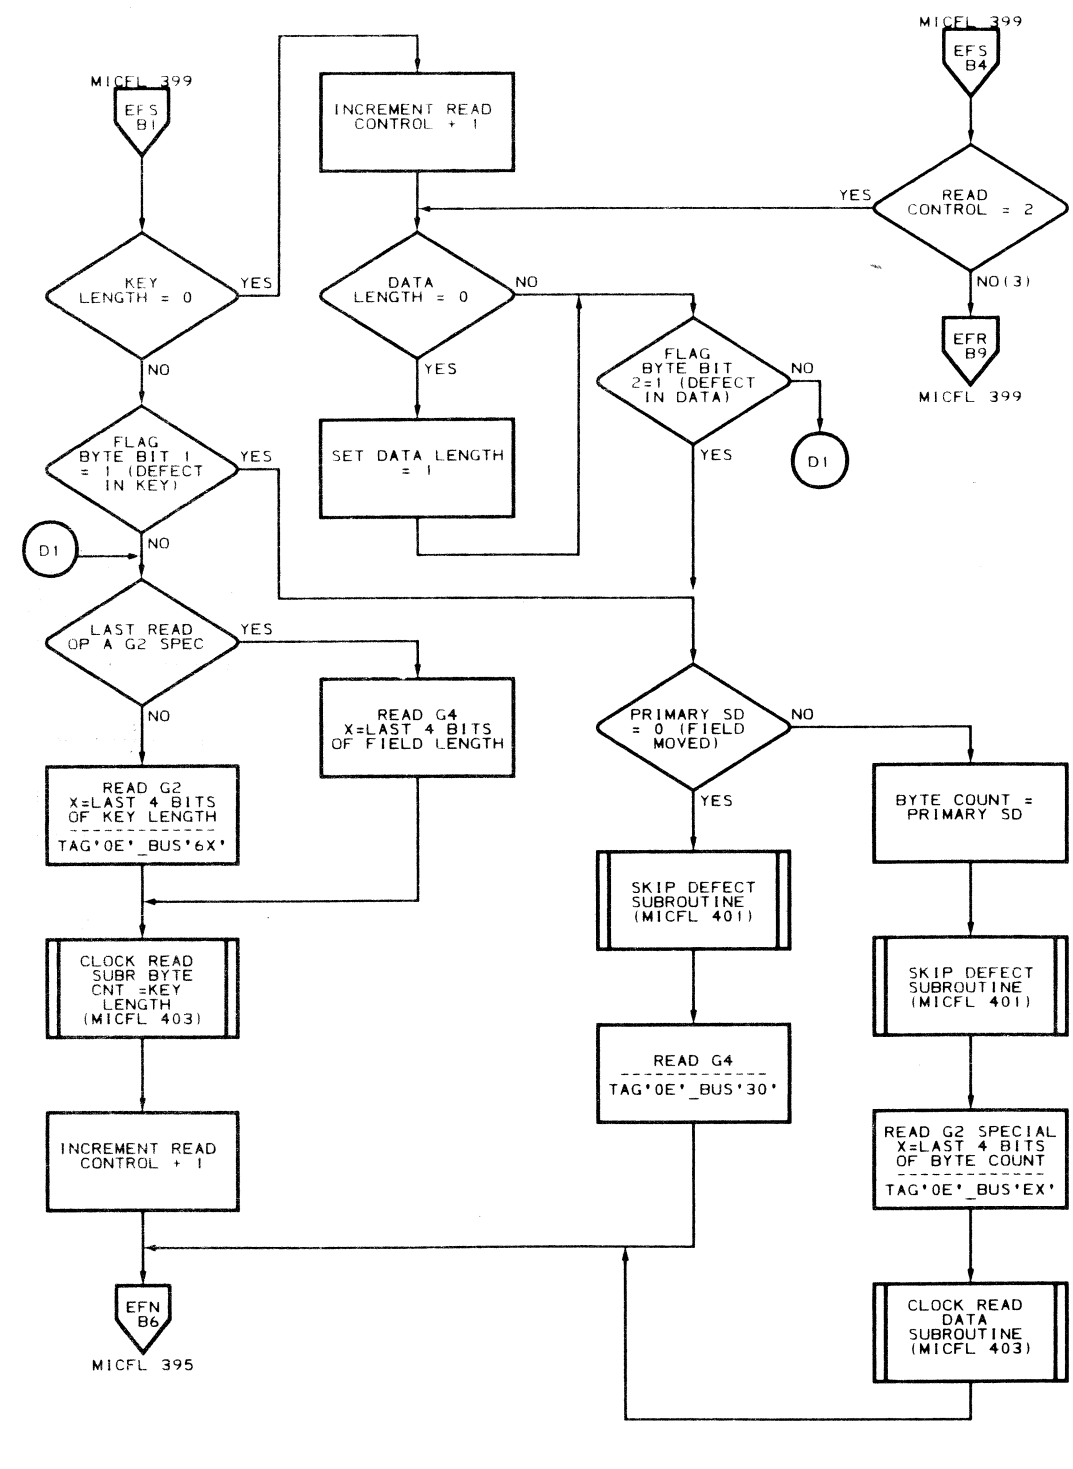 MICFL 399
EFS
B4
MICFL 399
EFS
B1
INCREMENT READ
CONTROL + 1
YES
READ
CONTROL = 2
NO(3)
EFR
B9
MICFL 399
KEY
LENGTH = 0
YES
NO
DATA
LENGTH = 0
NO
YES
FLAG
BYTE BIT
2=1 (DEFECT
IN DATA)
NO
YES
D1
FLAG
BYTE BIT 1
= 1 (DEFECT
IN KEY)
YES
NO
SET DATA LENGTH
= 1
D1
LAST READ
OP A G2 SPEC
YES
NO
READ G4
X=LAST 4 BITS
OF FIELD LENGTH
PRIMARY SD
= 0 (FIELD
MOVED)
NO
YES
READ G2
X=LAST 4 BITS
OF KEY LENGTH
TAG'0E'_BUS'6X'
BYTE COUNT =
PRIMARY SD
SKIP DEFECT
SUBROUTINE
(MICFL 401)
CLOCK READ
SUBR BYTE
CNT =KEY
LENGTH
(MICFL 403)
SKIP DEFECT
SUBROUTINE
(MICFL 401)
READ G4
TAG'0E'_BUS'30'
INCREMENT READ
CONTROL + 1
READ G2 SPECIAL
X=LAST 4 BITS
OF BYTE COUNT
TAG'0E'_BUS'EX'
EFN
B6
MICFL 395
CLOCK READ
DATA
SUBROUTINE
(MICFL 403)